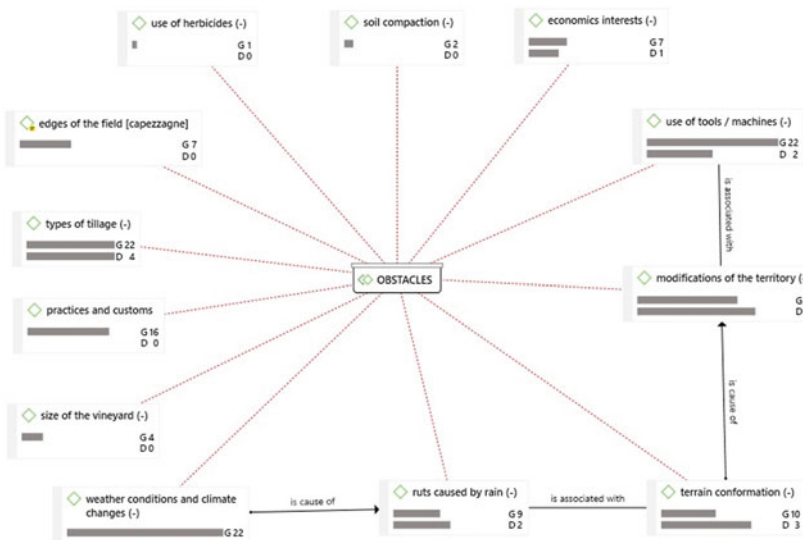 use of herbicides (-)
G 1
D 0
soil compaction (-)
G 2
D 0
economics interests (-)
G 7
D 1
edges of the field [capezzagne]
G 7
D 0
use of tools / machines (-)
G 22
D 2
is associated with
types of tillage (-)
G 22
D 4
OBSTACLES
modifications of the territory (-
G
D
practices and customs
G 16
D 0
is cause of
size of the vineyard (-)
G 4
D 0
weather conditions and climate
changes (-)
G 22
is cause of
ruts caused by rain (-)
G 9
D 2
is associated with
terrain conformation (-)
G 10
D 3